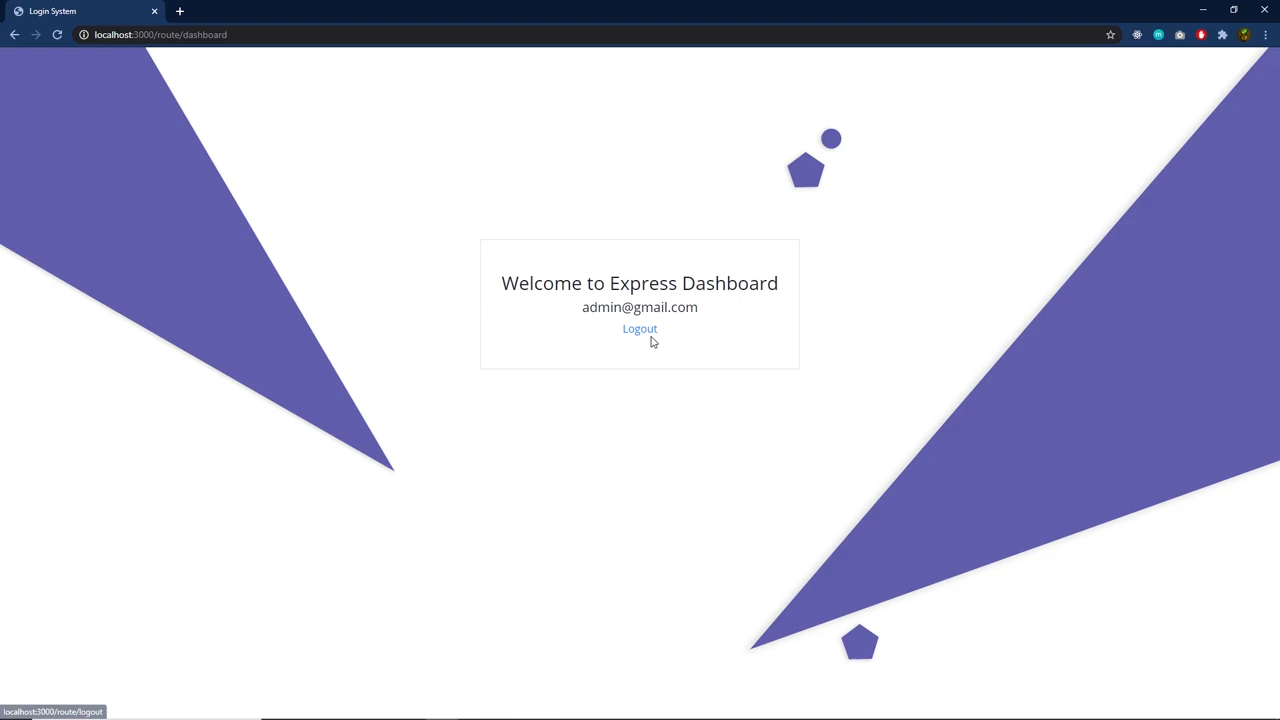 Login System
localhost:3000/route/dashboard
Welcome to Express Dashboard
admin@gmail.com
Logout
localhost:3000/route/logout